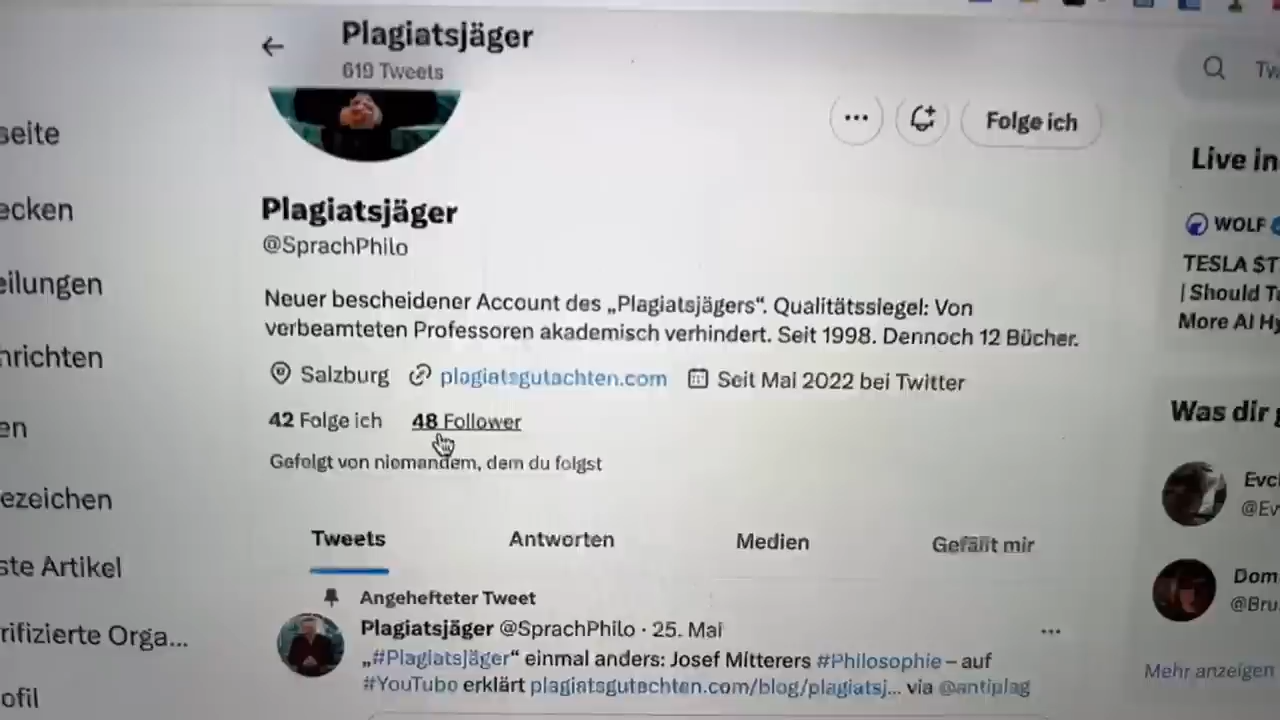 Plagiatsjäger
619 Tweets
Folge ich
Plagiatsjäger
@SprachPhilo
Neuer bescheidener Account des „Plagiatsjägers“. Qualitätssiegel: Von
verbeamteten Professoren akademisch verhindert. Seit 1998. Dennoch 12 Bücher.
Salzburg plagiatsgutachten.com Seit Mai 2022 bei Twitter
42 Folge ich 48 Follower
Gefolgt von niemandem, dem du folgst
Tweets Antworten Medien Gefällt mir
Angehefteter Tweet
Plagiatsjäger @SprachPhilo · 25. Mai
„#Plagiatsjäger“ einmal anders: Josef Mitterers #Philosophie – auf
#YouTube erklärt plagiatsgutachten.com/blog/plagiatsj... via @antiplag
seite
ecken
eilungen
hrichten
en
ezeichen
ste Artikel
rifizierte Orga...
ofil
Tw
Live in
WOLF
TESLA $T
| Should T
More AI Hy
Was dir g
Evcl
@Ev
Dom
@Bru
Mehr anzeigen